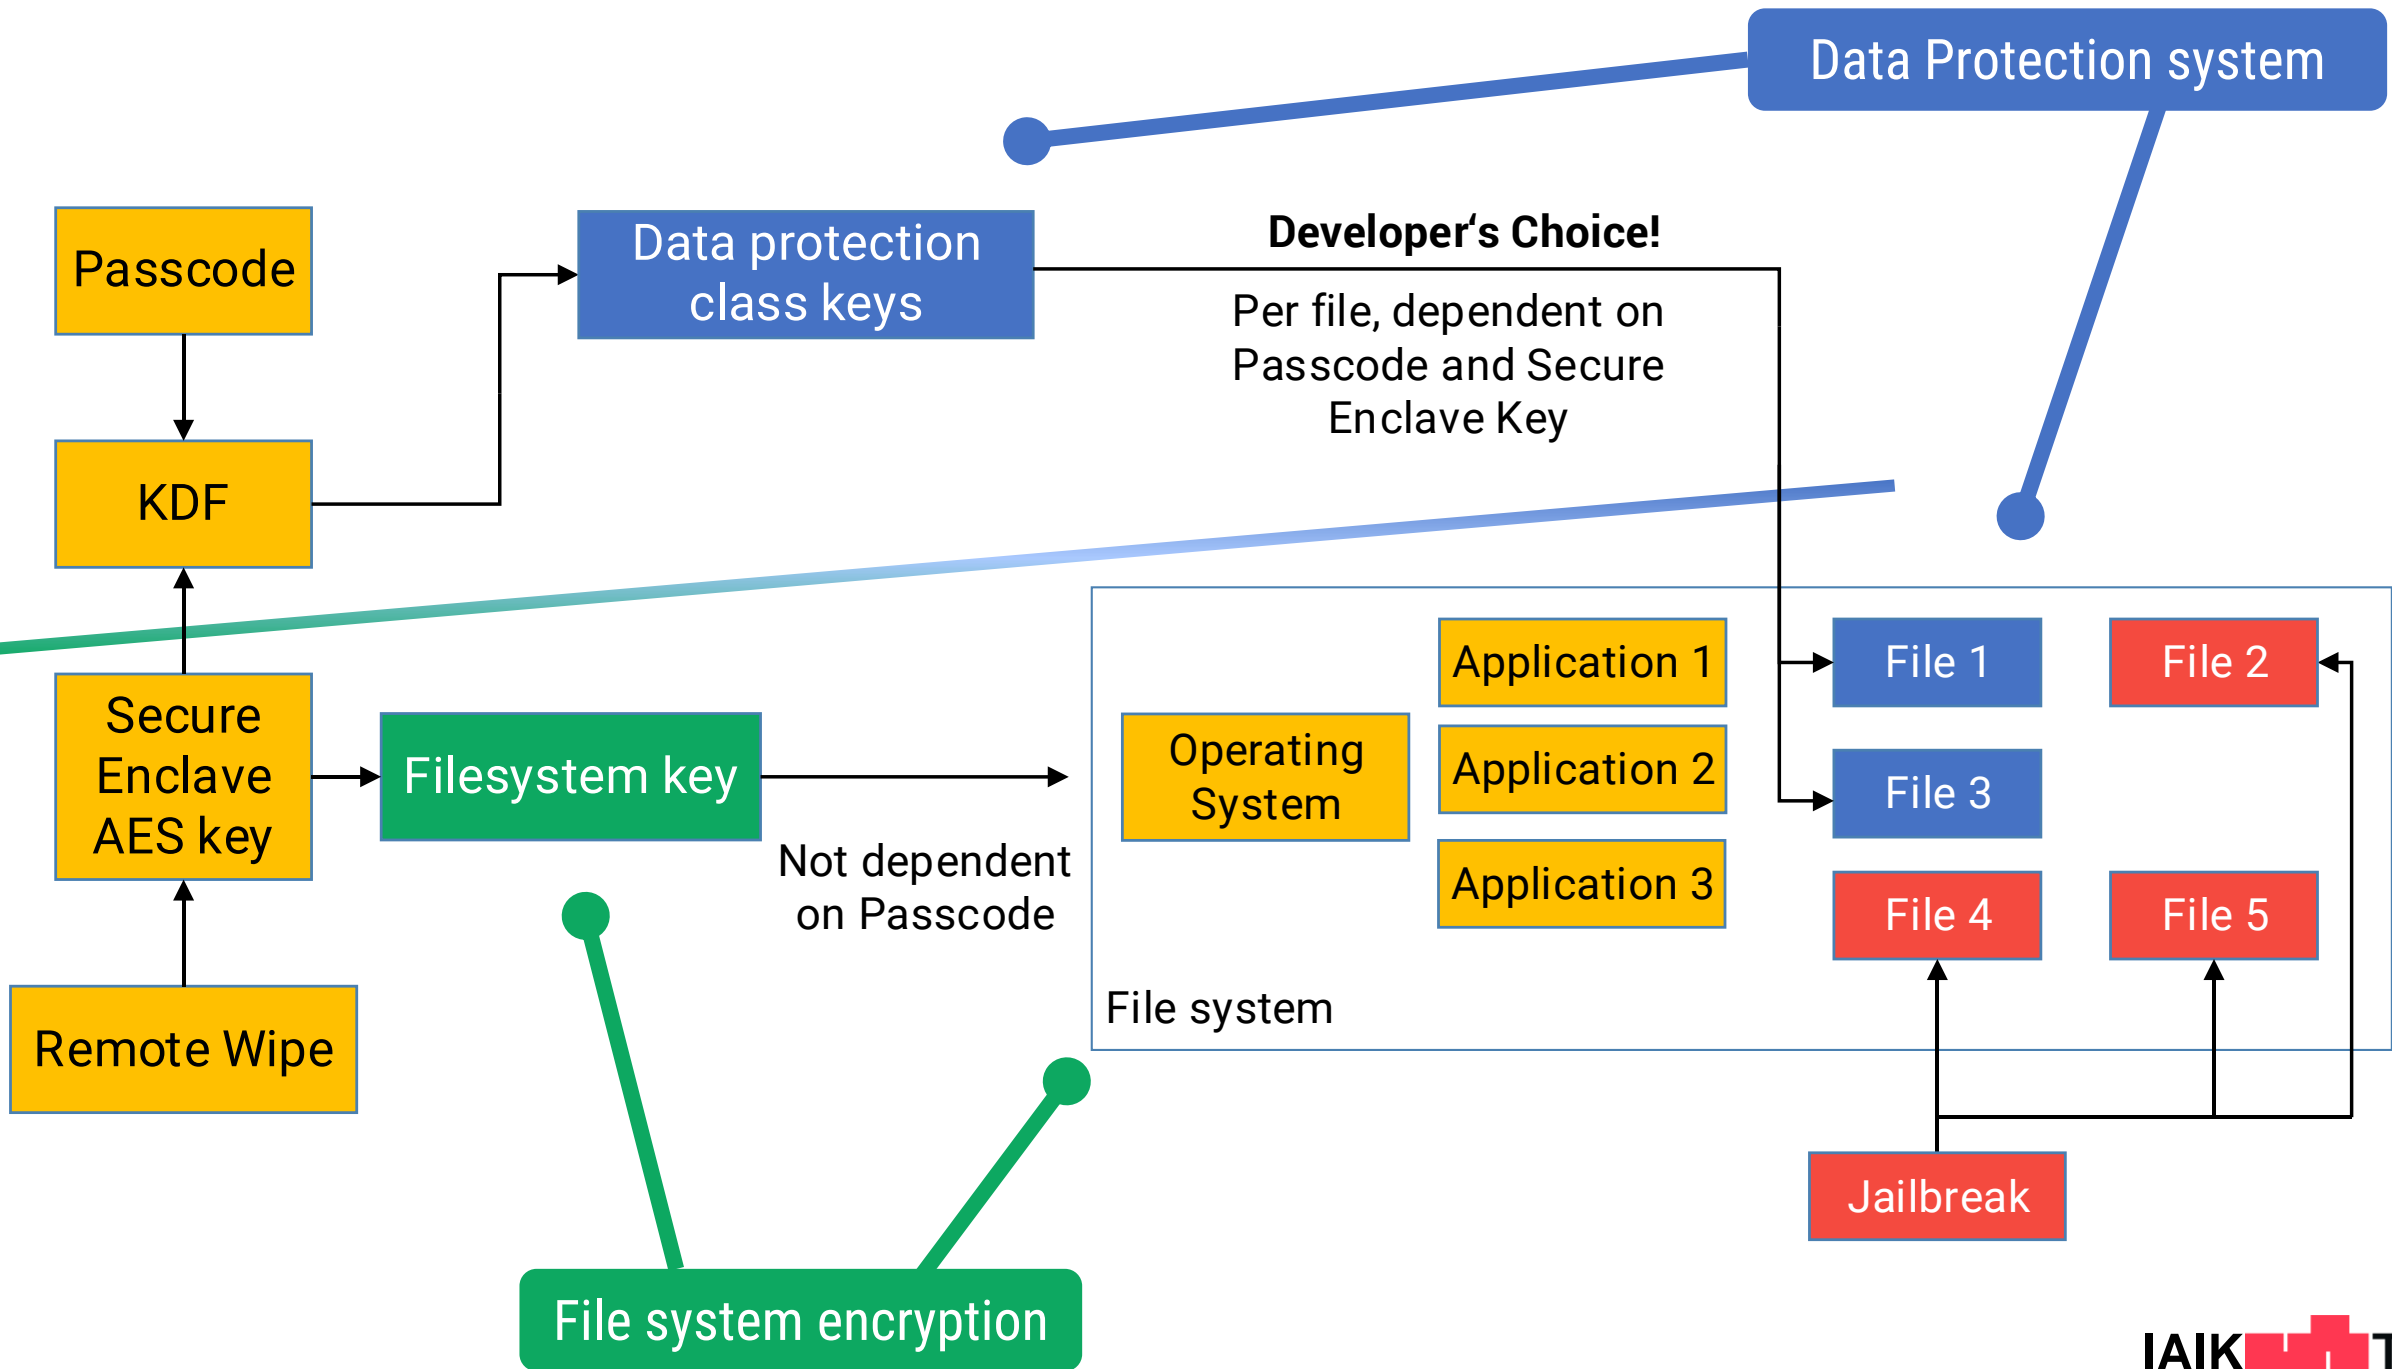 Data Protection system
Passcode
Data protection
class keys
Developer‘s Choice!
Per file, dependent on
Passcode and Secure
Enclave Key
KDF
Secure
Enclave
AES key
Filesystem key
Not dependent
on Passcode
Operating
System
Application 1
Application 2
Application 3
File 1
File 2
File 3
File 4
File 5
File system
Remote Wipe
Jailbreak
File system encryption
IAIK